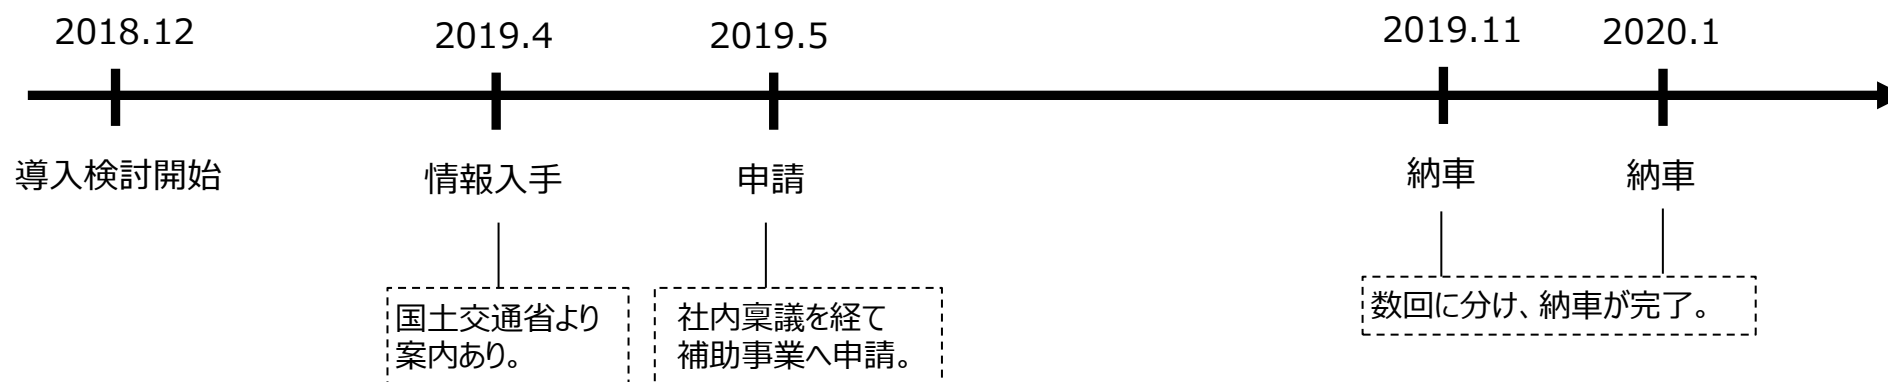 2018.12
2019.4
2019.5
2019.11
2020.1
導入検討開始
情報入手
申請
納車
納車
国土交通省より
案内あり。
社内稟議を経て
補助事業へ申請。
数回に分け、納車が完了。